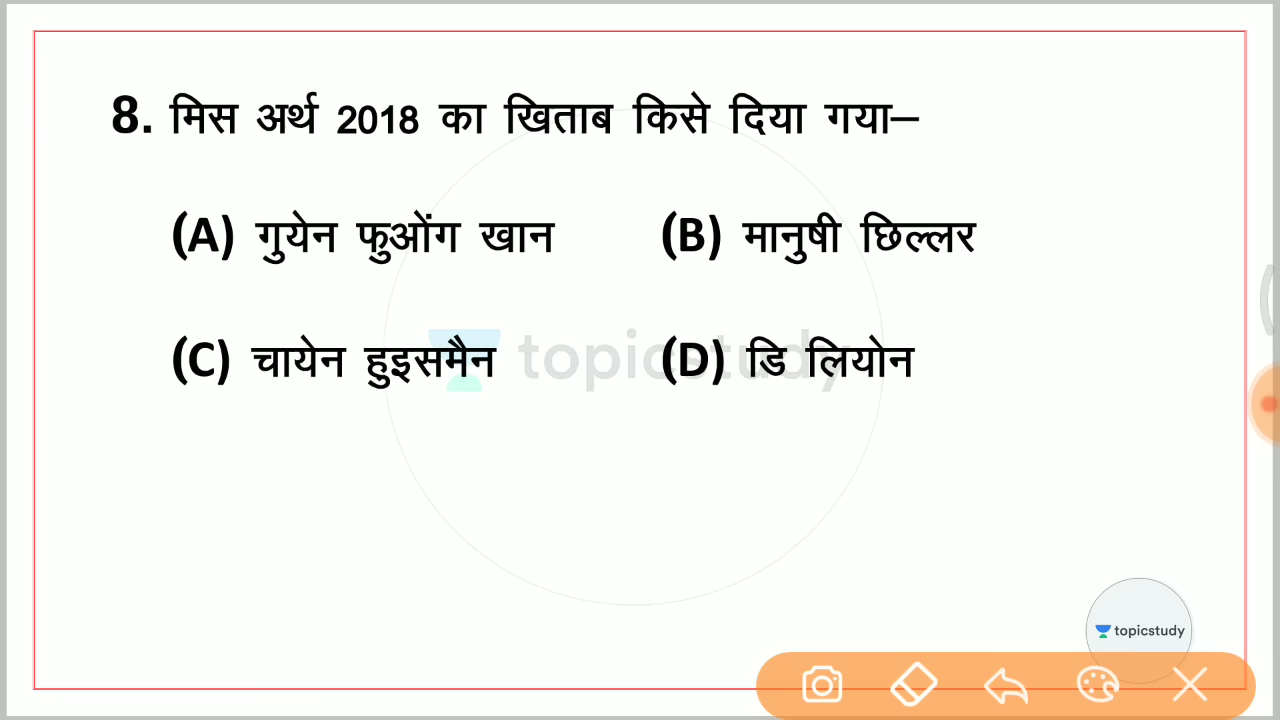 8. मिस अर्थ 2018 का खिताब किसे दिया गया–
(A) गुयेन फुओंग खान (B) मानुषी छिल्लर
(C) चायेन हुइसमैन (D) डि लियोन
topicstudy
topicstudy